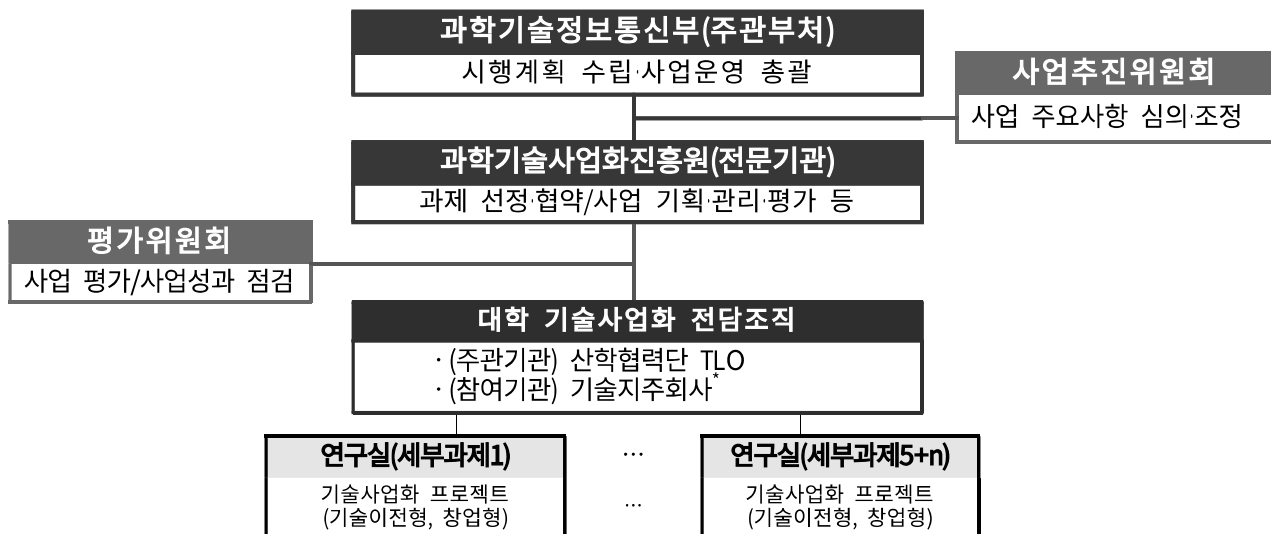 과학기술정보통신부(주관부처)
시행계획 수립·사업운영 총괄
사업추진위원회
사업 주요사항 심의·조정
과학기술사업화진흥원(전문기관)
과제 선정·협약/사업 기획·관리·평가 등
평가위원회
사업 평가/사업성과 점검
대학 기술사업화 전담조직
· (주관기관) 산학협력단 TLO
· (참여기관) 기술지주회사*
연구실(세부과제1) … 연구실(세부과제5+n)
기술사업화 프로젝트 … 기술사업화 프로젝트
(기술이전형, 창업형) (기술이전형, 창업형)